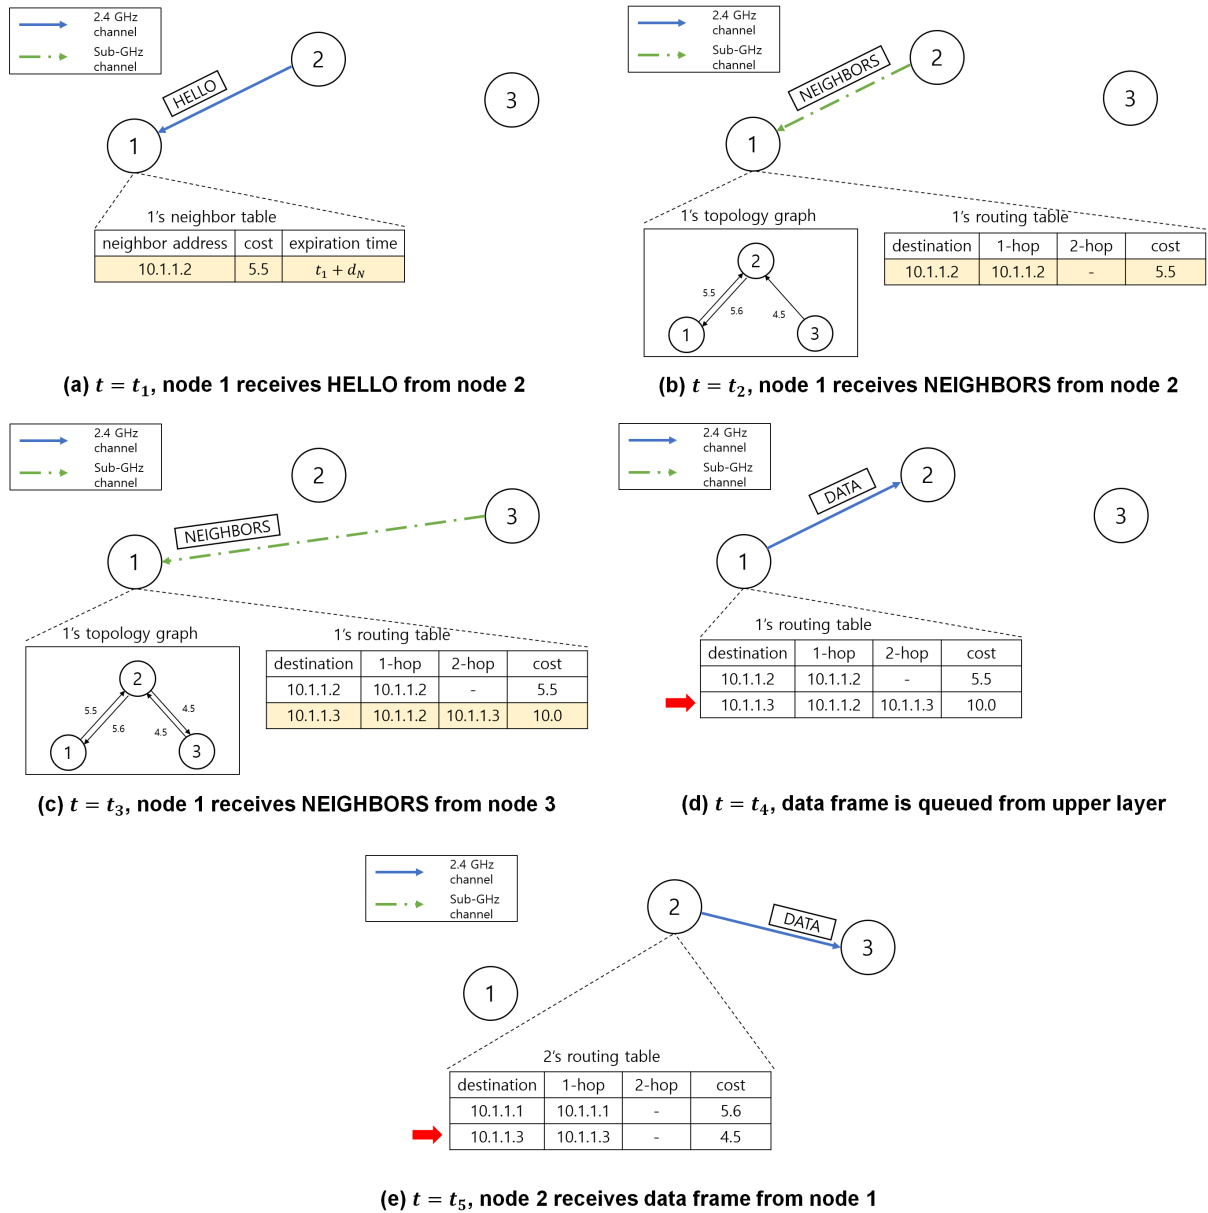 2.4 GHz
channel
Sub-GHz
channel
2
3
HELLO
1
1's neighbor table
neighbor address cost expiration time
10.1.1.2 5.5 t₁ + d_N
(a) t = t₁, node 1 receives HELLO from node 2
2.4 GHz
channel
Sub-GHz
channel
2
3
NEIGHBORS
1
1's topology graph
2
5.5
5.6
4.5
1
3
1's routing table
destination 1-hop 2-hop cost
10.1.1.2 10.1.1.2 - 5.5
(b) t = t₂, node 1 receives NEIGHBORS from node 2
2.4 GHz
channel
Sub-GHz
channel
2
3
NEIGHBORS
1
1's topology graph
2
5.5
4.5
5.6
4.5
1
3
1's routing table
destination 1-hop 2-hop cost
10.1.1.2 10.1.1.2 - 5.5
10.1.1.3 10.1.1.2 10.1.1.3 10.0
(c) t = t₃, node 1 receives NEIGHBORS from node 3
2.4 GHz
channel
Sub-GHz
channel
2
3
DATA
1
1's routing table
destination 1-hop 2-hop cost
10.1.1.2 10.1.1.2 - 5.5
10.1.1.3 10.1.1.2 10.1.1.3 10.0
(d) t = t₄, data frame is queued from upper layer
2.4 GHz
channel
Sub-GHz
channel
2
DATA
3
1
2's routing table
destination 1-hop 2-hop cost
10.1.1.1 10.1.1.1 - 5.6
10.1.1.3 10.1.1.3 - 4.5
(e) t = t₅, node 2 receives data frame from node 1